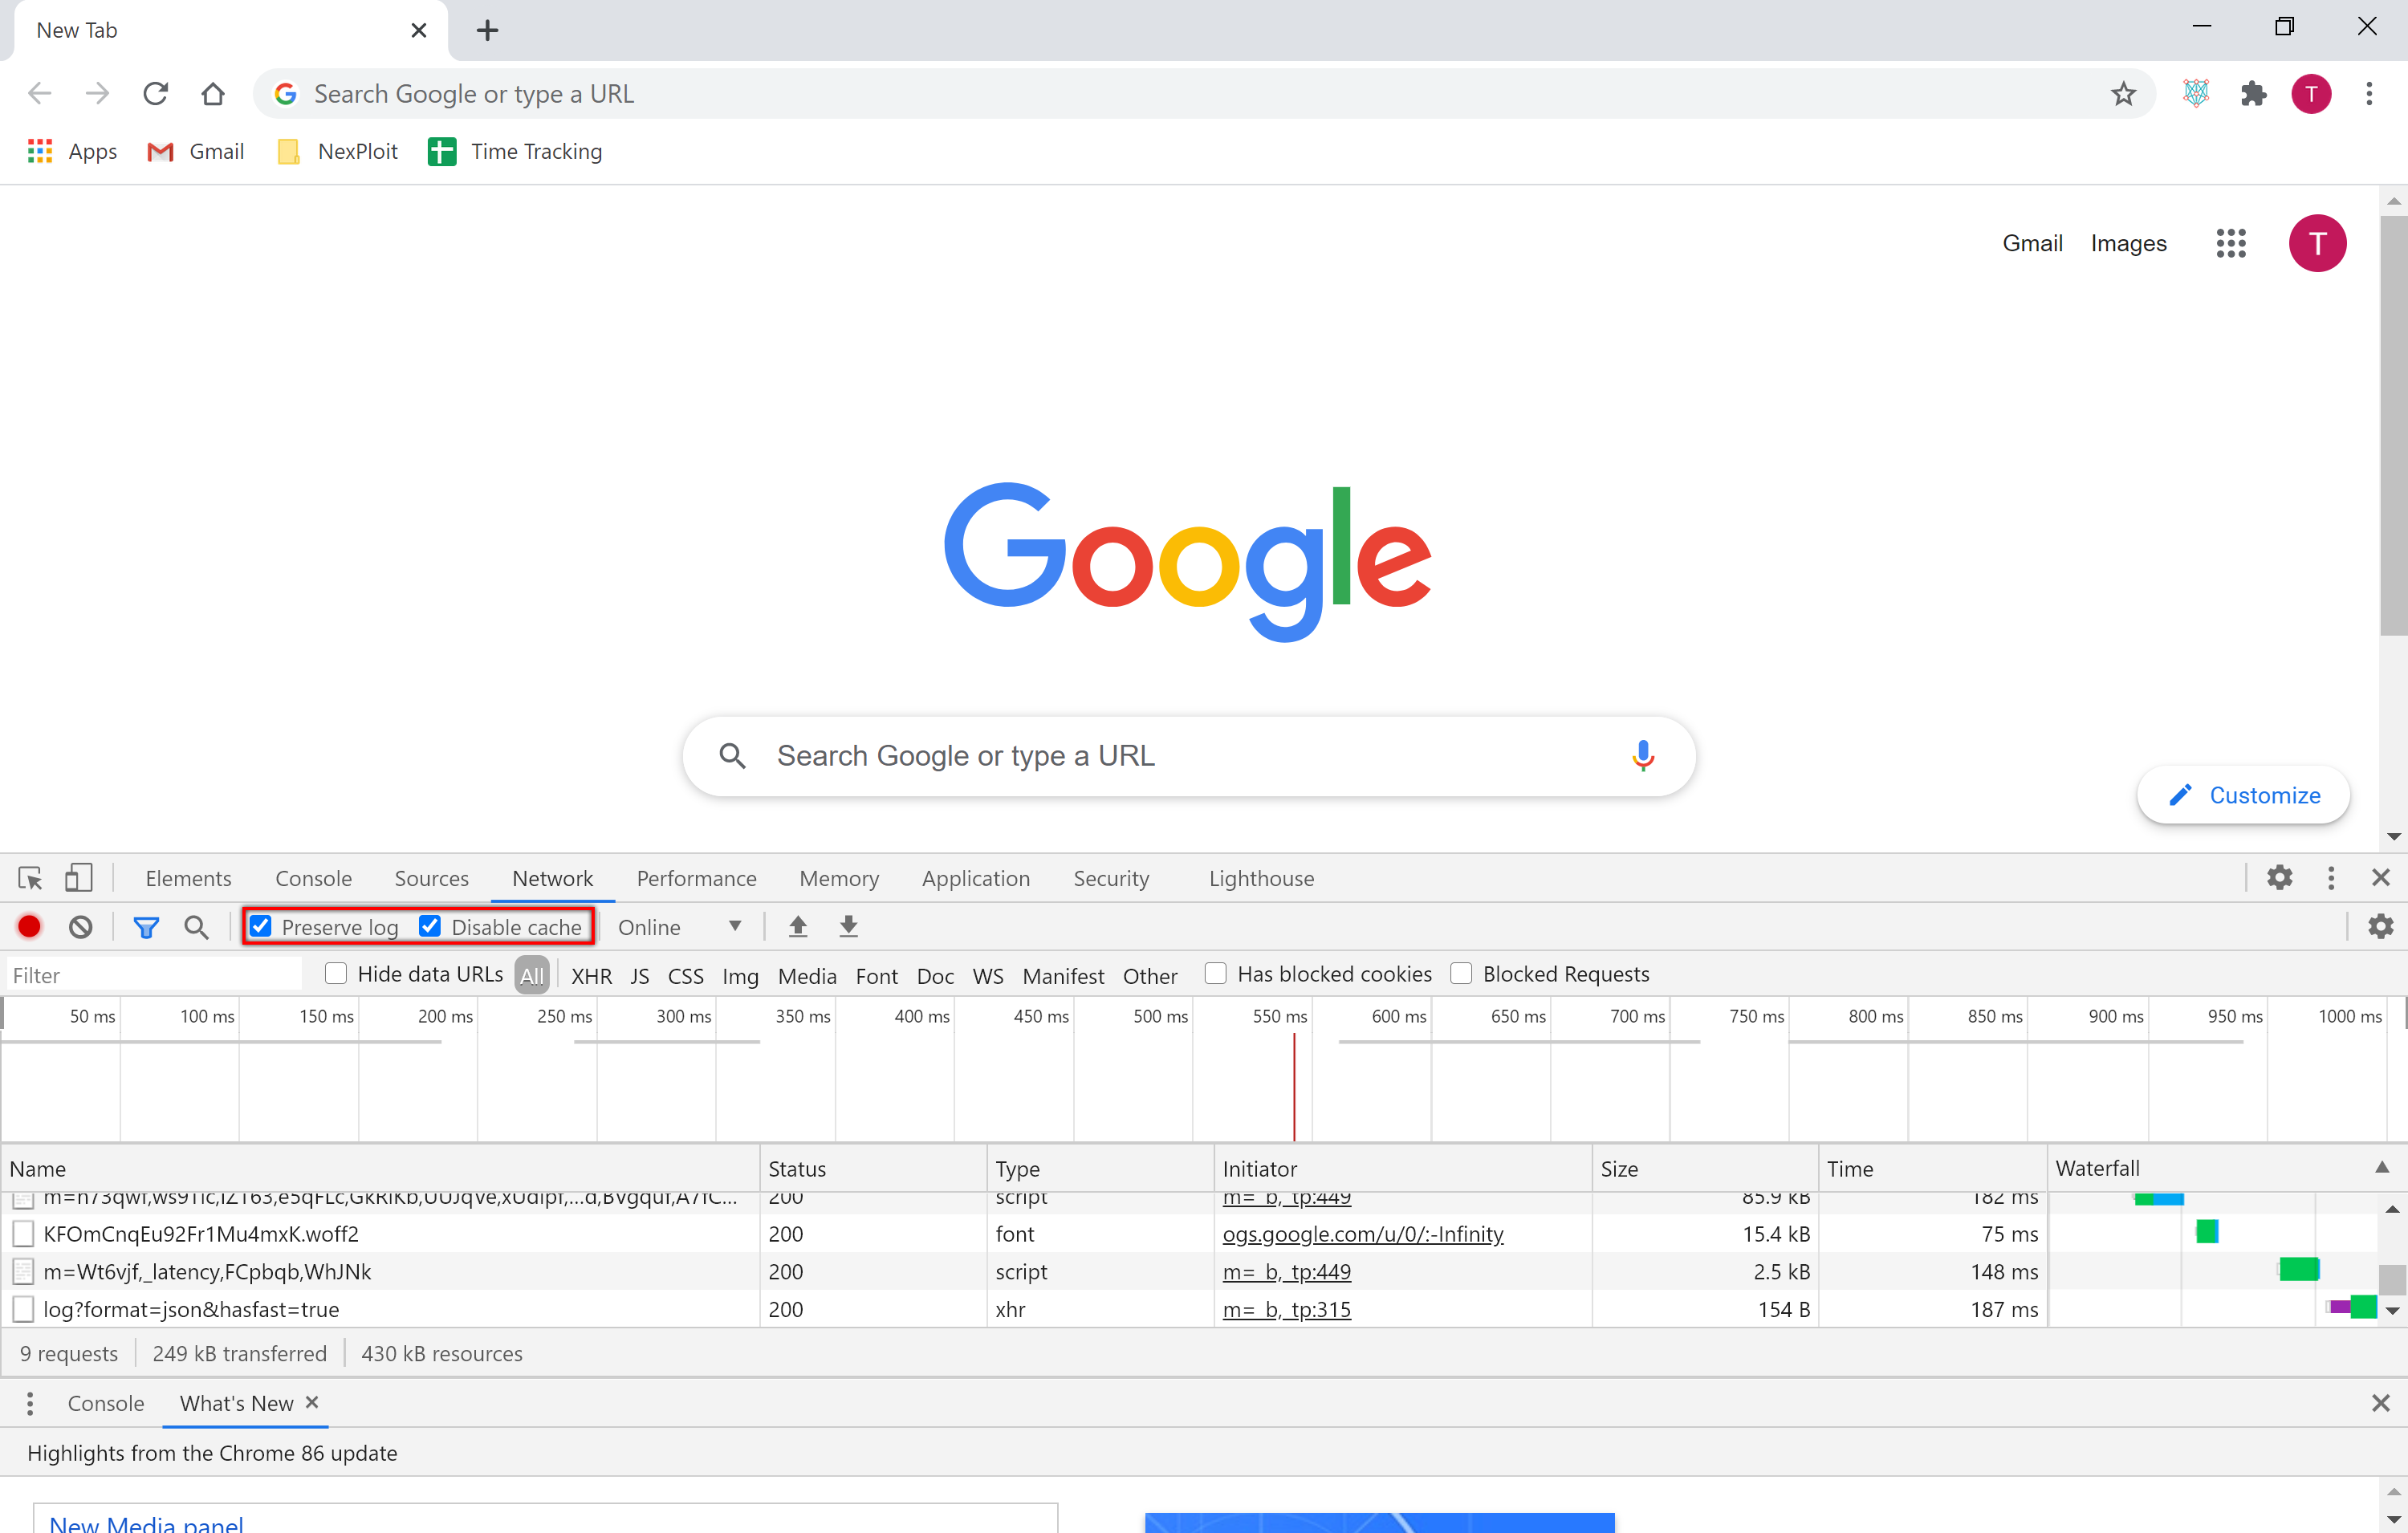 New Tab
Search Google or type a URL
T
Apps Gmail NexPloit Time Tracking
Gmail Images T
Google
Search Google or type a URL
Customize
Elements Console Sources Network Performance Memory Application Security Lighthouse
Preserve log Disable cache Online
Filter Hide data URLs All XHR JS CSS Img Media Font Doc WS Manifest Other Has blocked cookies Blocked Requests
50 ms 100 ms 150 ms 200 ms 250 ms 300 ms 350 ms 400 ms 450 ms 500 ms 550 ms 600 ms 650 ms 700 ms 750 ms 800 ms 850 ms 900 ms 950 ms 1000 ms
Name Status Type Initiator Size Time Waterfall
200 script m=_b,_tp:449 85.9 kB 182 ms
KFOmCnqEu92Fr1Mu4mxK.woff2 200 font ogs.google.com/u/0/:-Infinity 15.4 kB 75 ms
m=Wt6vjf,_latency,FCpbqb,WhJNk 200 script m=_b,_tp:449 2.5 kB 148 ms
log?format=json&hasfast=true 200 xhr m=_b,_tp:315 154 B 187 ms
9 requests 249 kB transferred 430 kB resources
Console What's New
Highlights from the Chrome 86 update
New Media panel